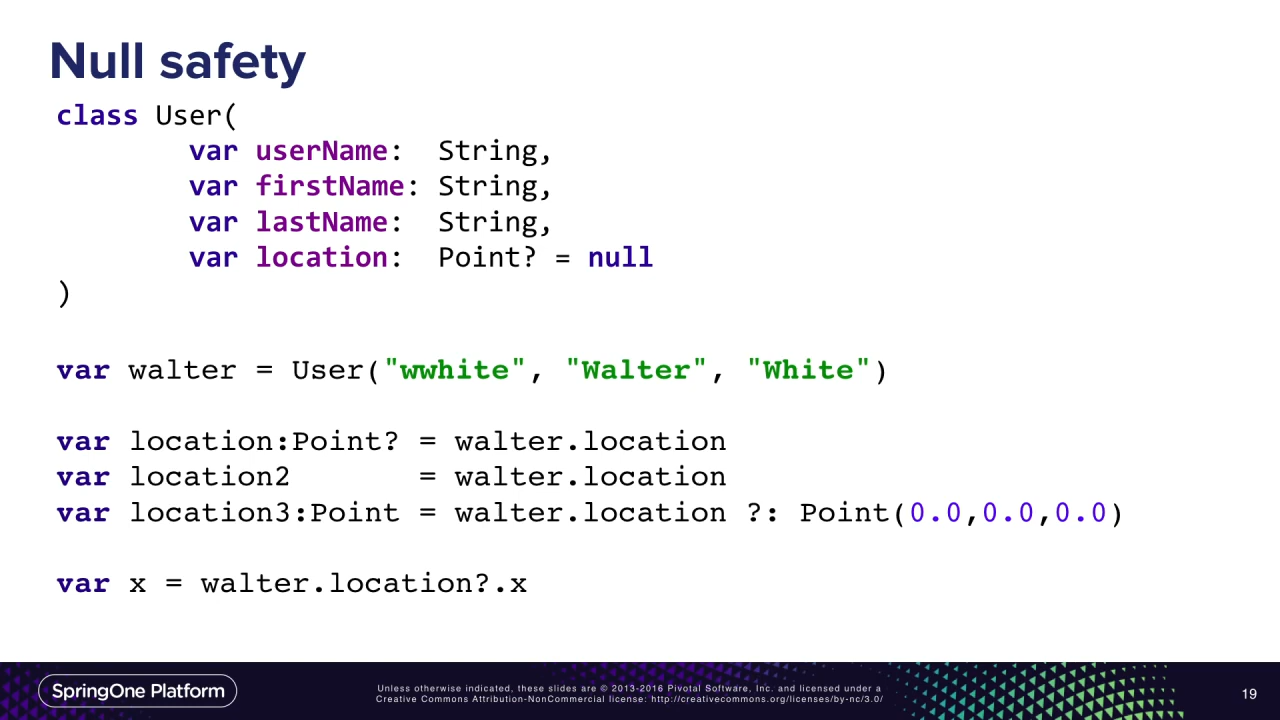 Null safety
class User(
        var userName:  String,
        var firstName: String,
        var lastName:  String,
        var location:  Point? = null
)
var walter = User("wwhite", "Walter", "White")
var location:Point? = walter.location
var location2       = walter.location
var location3:Point = walter.location ?: Point(0.0,0.0,0.0)
var x = walter.location?.x
SpringOne Platform
Unless otherwise indicated, these slides are © 2013-2016 Pivotal Software, Inc. and licensed under a
Creative Commons Attribution-NonCommercial license: http://creativecommons.org/licenses/by-nc/3.0/
19